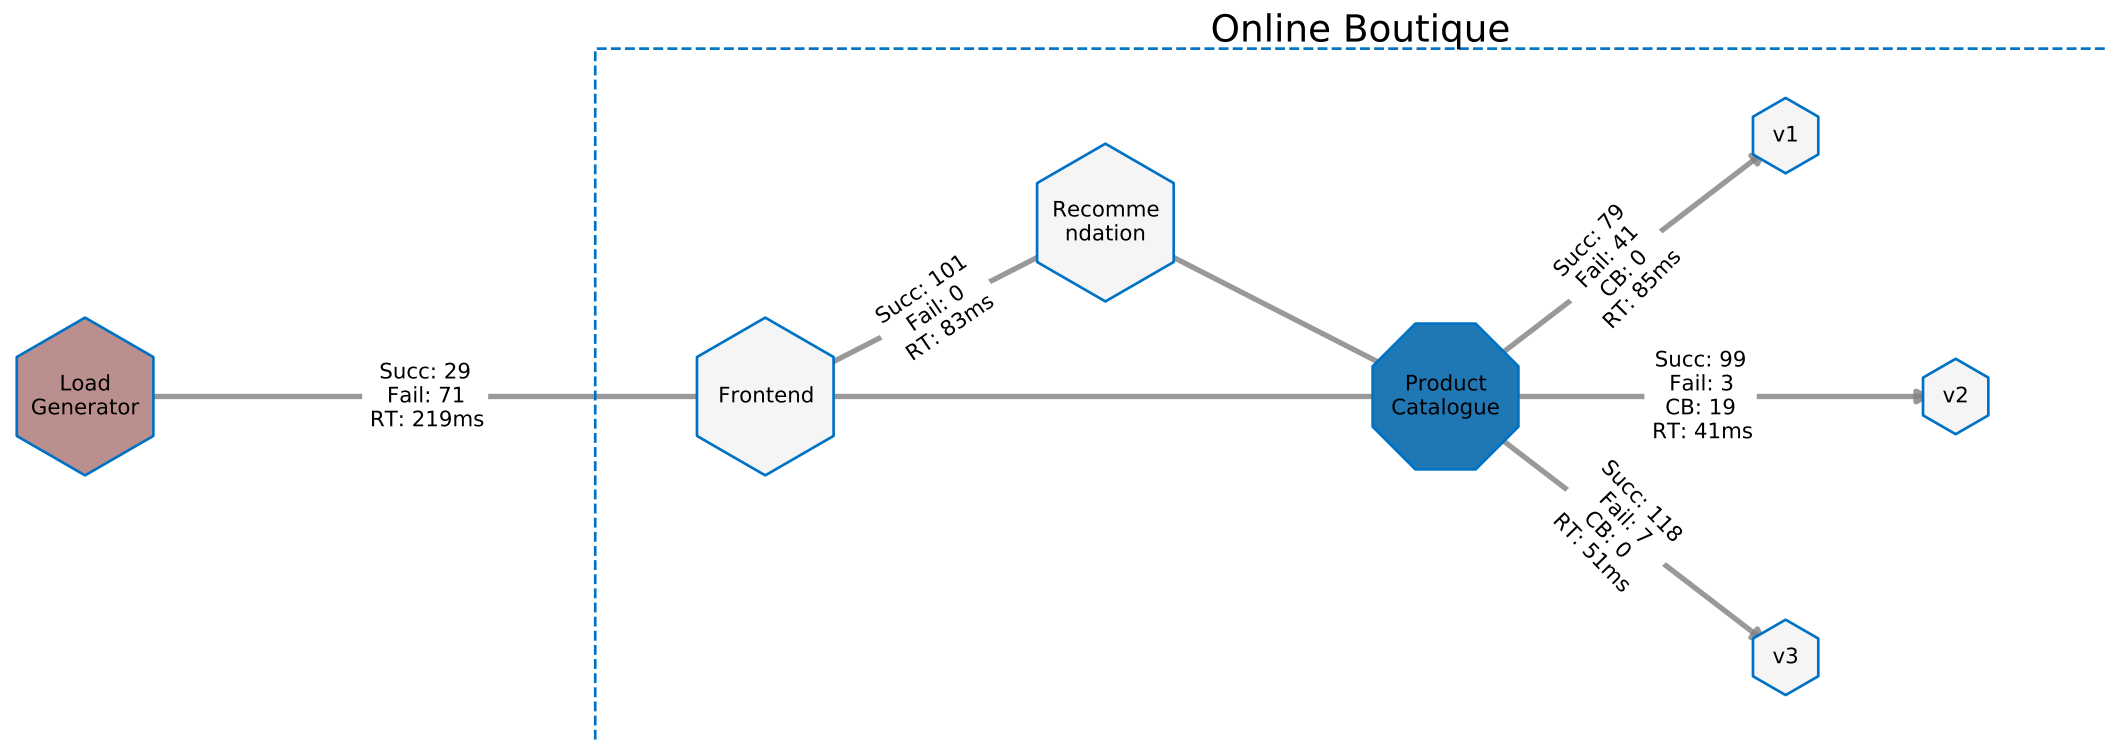 Online Boutique
Load
Generator
Succ: 29
Fail: 71
RT: 219ms
Frontend
Succ: 101
Fail: 0
RT: 83ms
Recomme
ndation
Product
Catalogue
Succ: 79
Fail: 41
CB: 0
RT: 85ms
v1
Succ: 99
Fail: 3
CB: 19
RT: 41ms
v2
Succ: 118
Fail: 7
CB: 0
RT: 51ms
v3